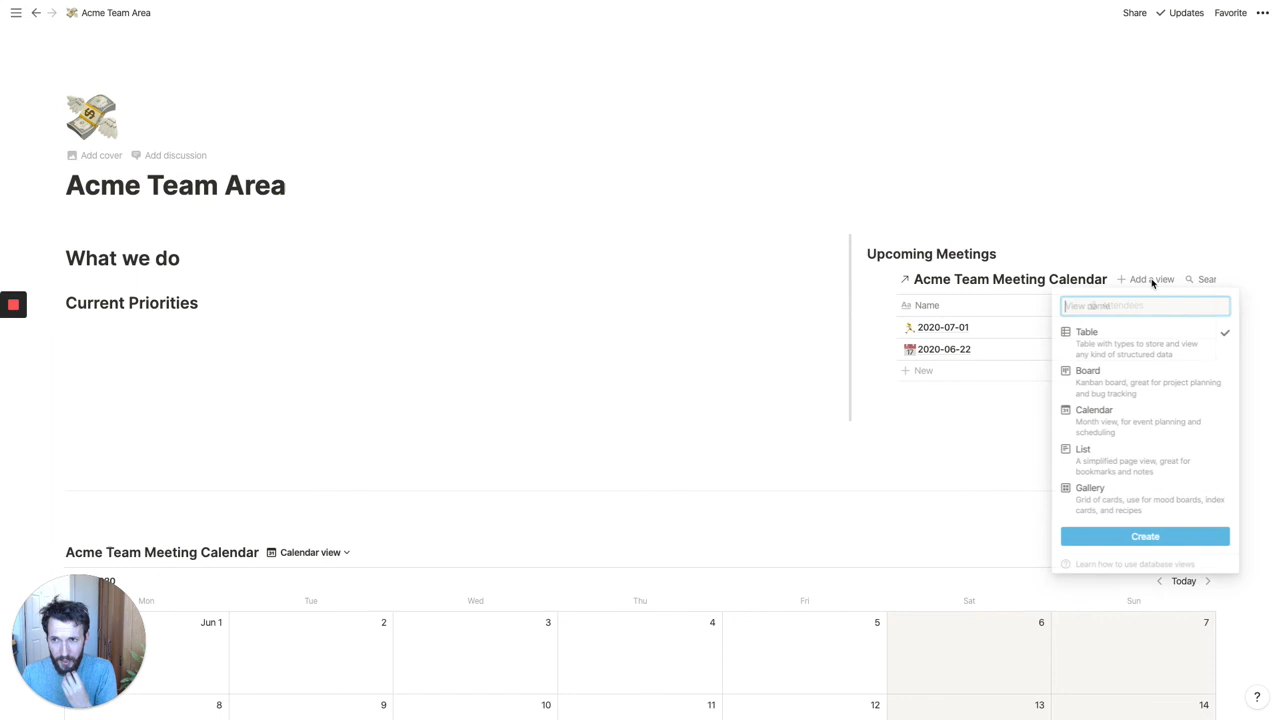 Acme Team Area
Share
Updates
Favorite
Add cover
Add discussion
Acme Team Area
What we do
Current Priorities
Upcoming Meetings
Acme Team Meeting Calendar
Add a view
Sear
Name
View name
Attendees
2020-07-01
2020-06-22
New
Table
Table with types to store and view
any kind of structured data
Board
Kanban board, great for project planning
and bug tracking
Calendar
Month view, for event planning and
scheduling
List
A simplified page view, great for
bookmarks and notes
Gallery
Grid of cards, use for mood boards, index
cards, and recipes
Create
Learn how to use database views
Acme Team Meeting Calendar
Calendar view
Today
Mon
Tue
Wed
Thu
Fri
Sat
Sun
Jun 1
2
3
4
5
6
7
8
9
10
11
12
13
14
?